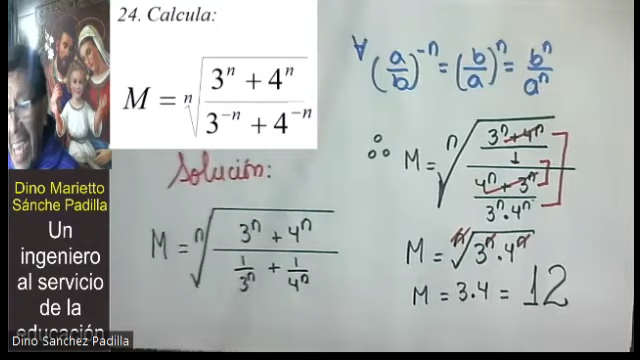 24. Calcula:
M = ⁿ√((3ⁿ + 4ⁿ)/(3⁻ⁿ + 4⁻ⁿ))
Solución:
M = ⁿ√((3ⁿ + 4ⁿ)/(1/3ⁿ + 1/4ⁿ))
∀ (a/b)⁻ⁿ = (b/a)ⁿ = bⁿ/aⁿ
∴ M = ⁿ√(((3ⁿ + 4ⁿ)/1)/((4ⁿ + 3ⁿ)/(3ⁿ · 4ⁿ)))
M = ⁿ√(3ⁿ · 4ⁿ)
M = 3 . 4 = 12
Dino Marietto
Sánche Padilla
Un
ingeniero
al servicio
de la
educación
Dino Sanchez Padilla